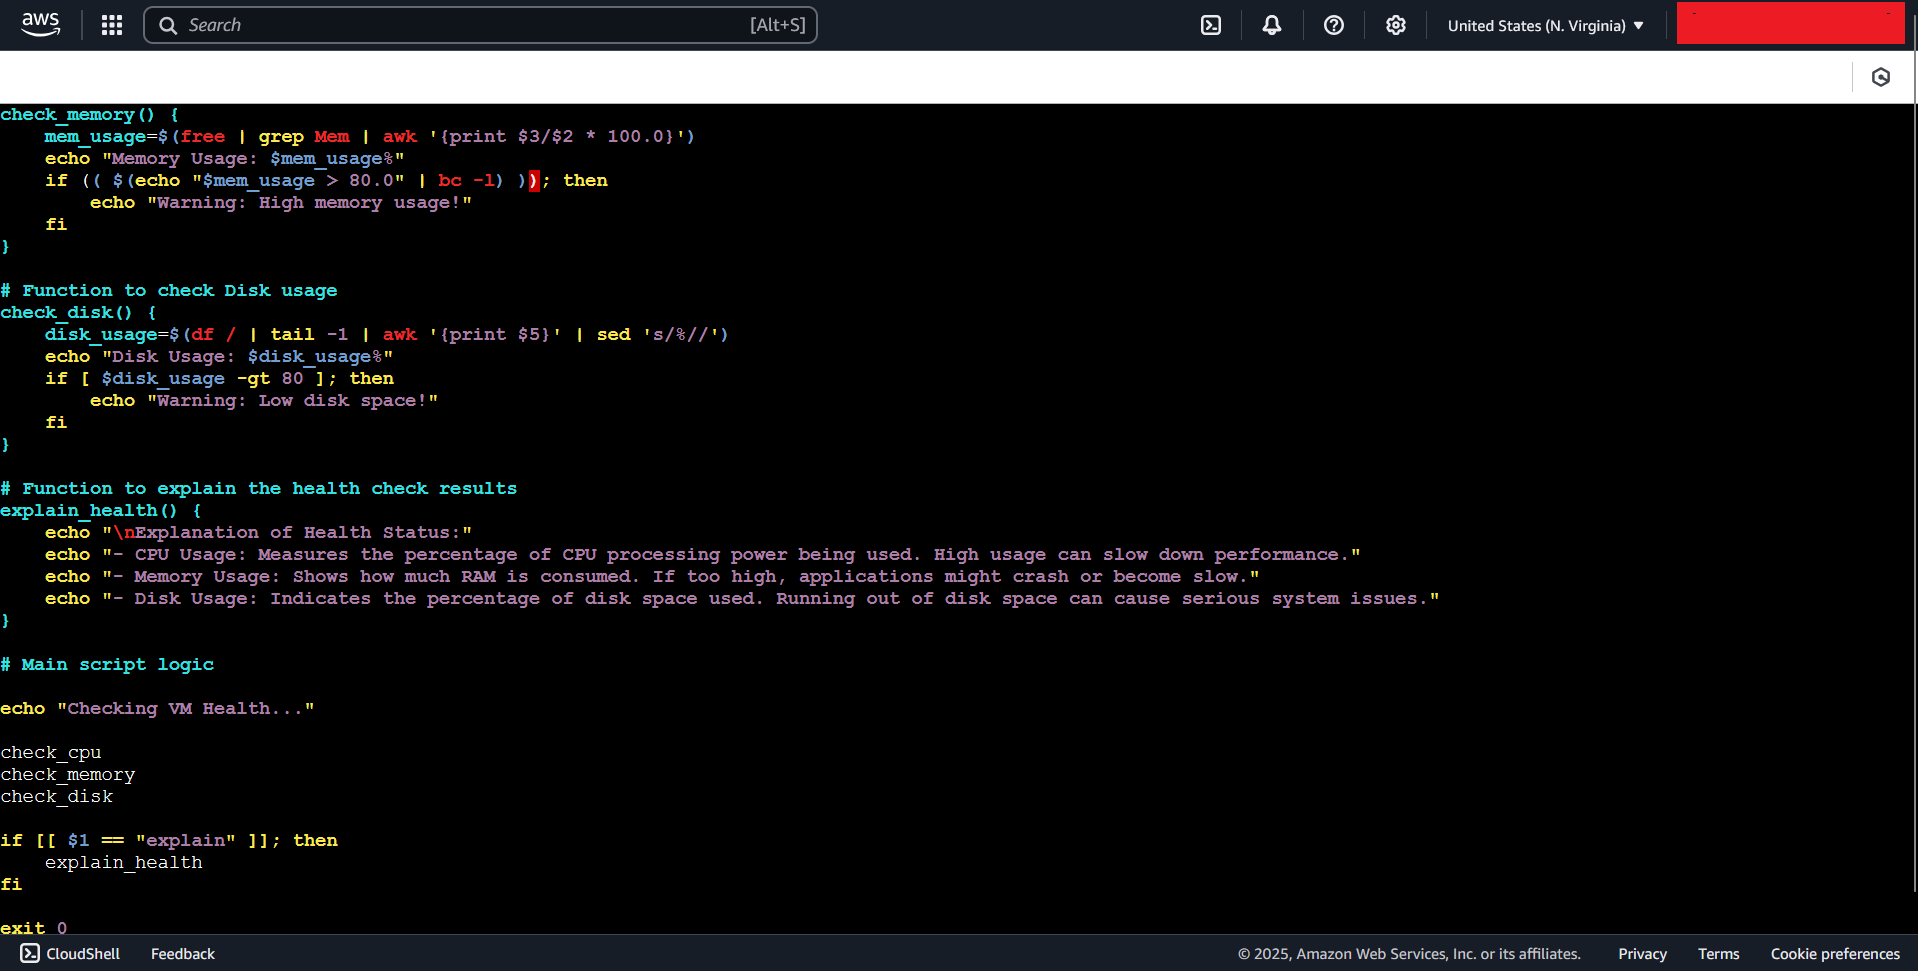 aws
Search [Alt+S]
United States (N. Virginia)
check_memory() {
    mem_usage=$(free | grep Mem | awk '{print $3/$2 * 100.0}')
    echo "Memory Usage: $mem_usage%"
    if (( $(echo "$mem_usage > 80.0" | bc -l) )); then
        echo "Warning: High memory usage!"
    fi
}
# Function to check Disk usage
check_disk() {
    disk_usage=$(df / | tail -1 | awk '{print $5}' | sed 's/%//')
    echo "Disk Usage: $disk_usage%"
    if [ $disk_usage -gt 80 ]; then
        echo "Warning: Low disk space!"
    fi
}
# Function to explain the health check results
explain_health() {
    echo "\nExplanation of Health Status:"
    echo "- CPU Usage: Measures the percentage of CPU processing power being used. High usage can slow down performance."
    echo "- Memory Usage: Shows how much RAM is consumed. If too high, applications might crash or become slow."
    echo "- Disk Usage: Indicates the percentage of disk space used. Running out of disk space can cause serious system issues."
}
# Main script logic
echo "Checking VM Health..."
check_cpu
check_memory
check_disk
if [[ $1 == "explain" ]]; then
    explain_health
fi
exit 0
CloudShell Feedback © 2025, Amazon Web Services, Inc. or its affiliates. Privacy Terms Cookie preferences